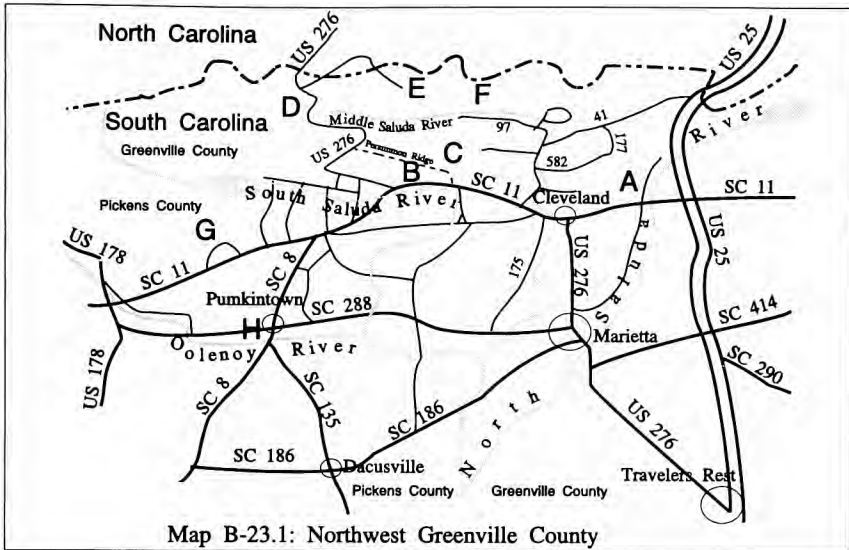 North Carolina
US 276
US 25
E
F
D
South Carolina
Greenville County
Middle Saluda River
97
41
177
River
US 276
Persimmon Ridge
C
582
B
SC 11
Cleveland
A
SC 11
South Saluda River
Pickens County
G
US 178
SC 11
SC 8
175
US 276
Saluda
US 25
Pumkintown
SC 288
H
Oolenoy River
Marietta
SC 414
US 178
SC 8
SC 135
SC 186
North
SC 290
SC 186
Dacusville
US 276
Travelers Rest
Pickens County
Greenville County
Map B-23.1: Northwest Greenville County